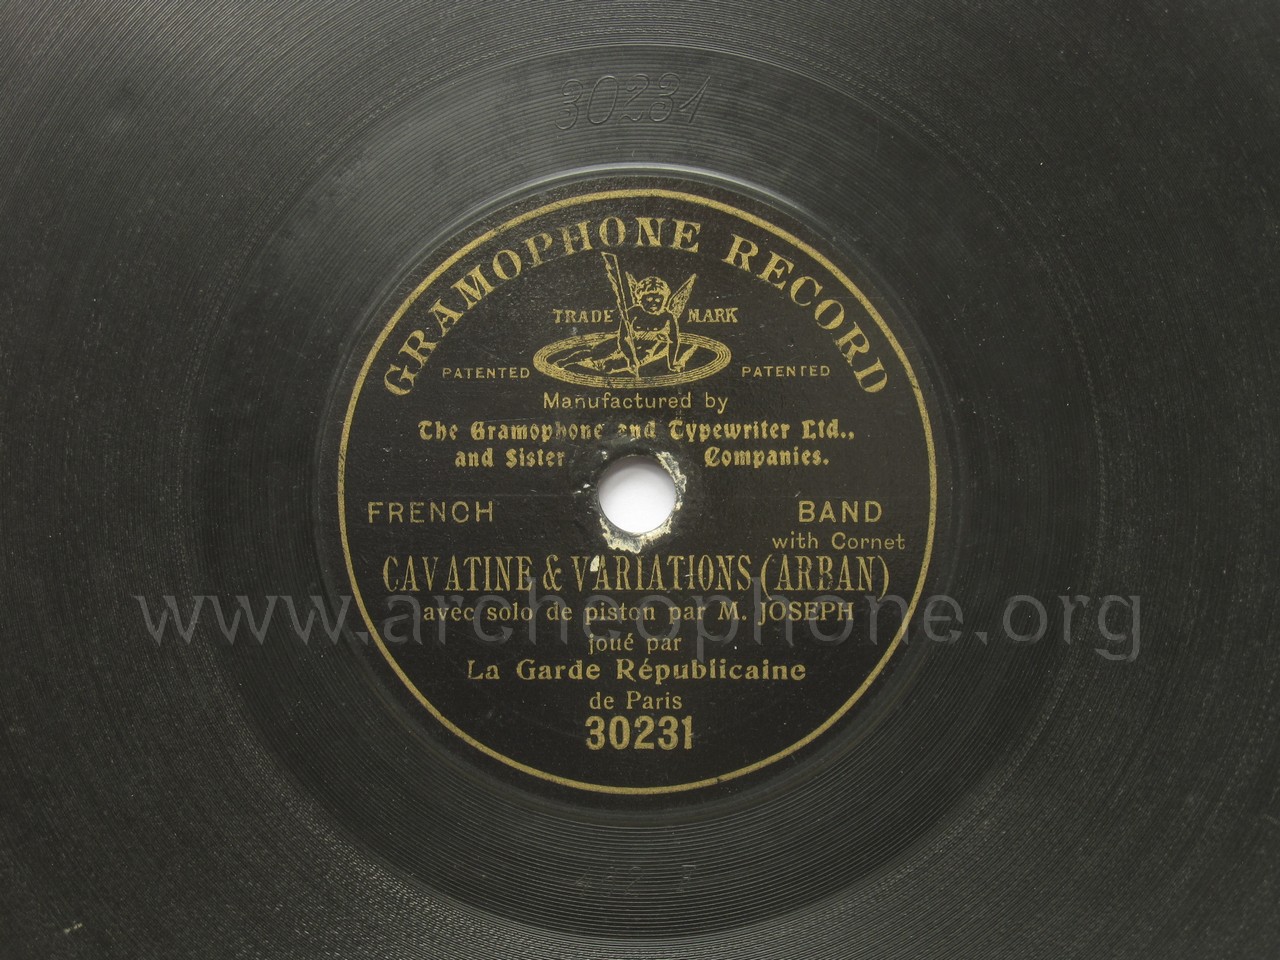 30231
GRAMOPHONE RECORD
TRADE MARK
PATENTED PATENTED
Manufactured by
The Gramophone and Typewriter Ltd.,
and Sister Companies.
FRENCH BAND
with Cornet
CAVATINE & VARIATIONS (ARBAN)
avec solo de piston par M. JOSEPH
www.archeophone.org
joué par
La Garde Républicaine
de Paris
30231